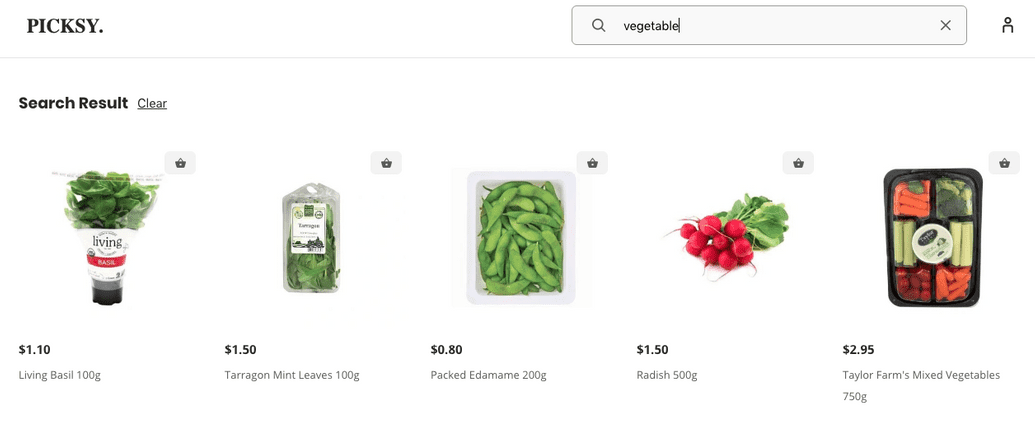 PICKSY.
vegetable
Search Result Clear
living
BASIL
Tarragon
$1.10
Living Basil 100g
$1.50
Tarragon Mint Leaves 100g
$0.80
Packed Edamame 200g
$1.50
Radish 500g
$2.95
Taylor Farm's Mixed Vegetables
750g